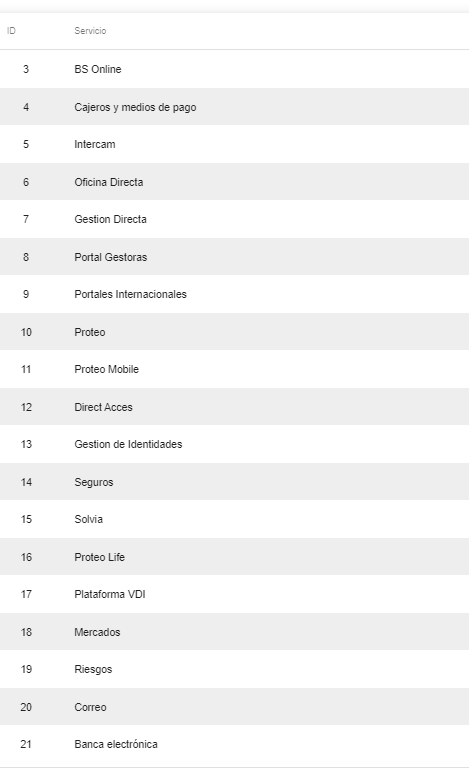 ID Servicio
3 BS Online
4 Cajeros y medios de pago
5 Intercam
6 Oficina Directa
7 Gestion Directa
8 Portal Gestoras
9 Portales Internacionales
10 Proteo
11 Proteo Mobile
12 Direct Acces
13 Gestion de Identidades
14 Seguros
15 Solvia
16 Proteo Life
17 Plataforma VDI
18 Mercados
19 Riesgos
20 Correo
21 Banca electrónica